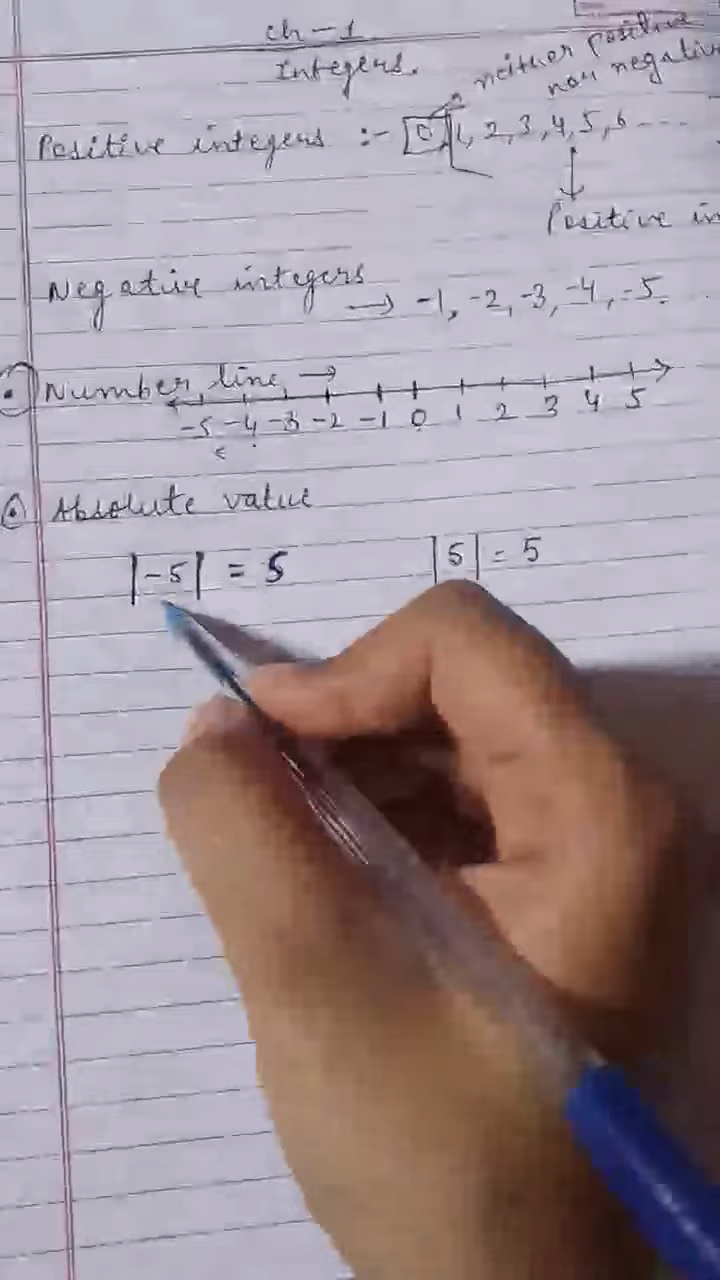 ch-1
Integers.
neither positive
nor negative
Positive integers :- 0 1, 2, 3, 4, 5, 6 ----
Positive in
Negative integers
→ -1, -2, -3, -4, -5.
Number line →
-5 -4 -3 -2 -1 0 1 2 3 4 5
Absolute value
|-5| = 5 |5| = 5